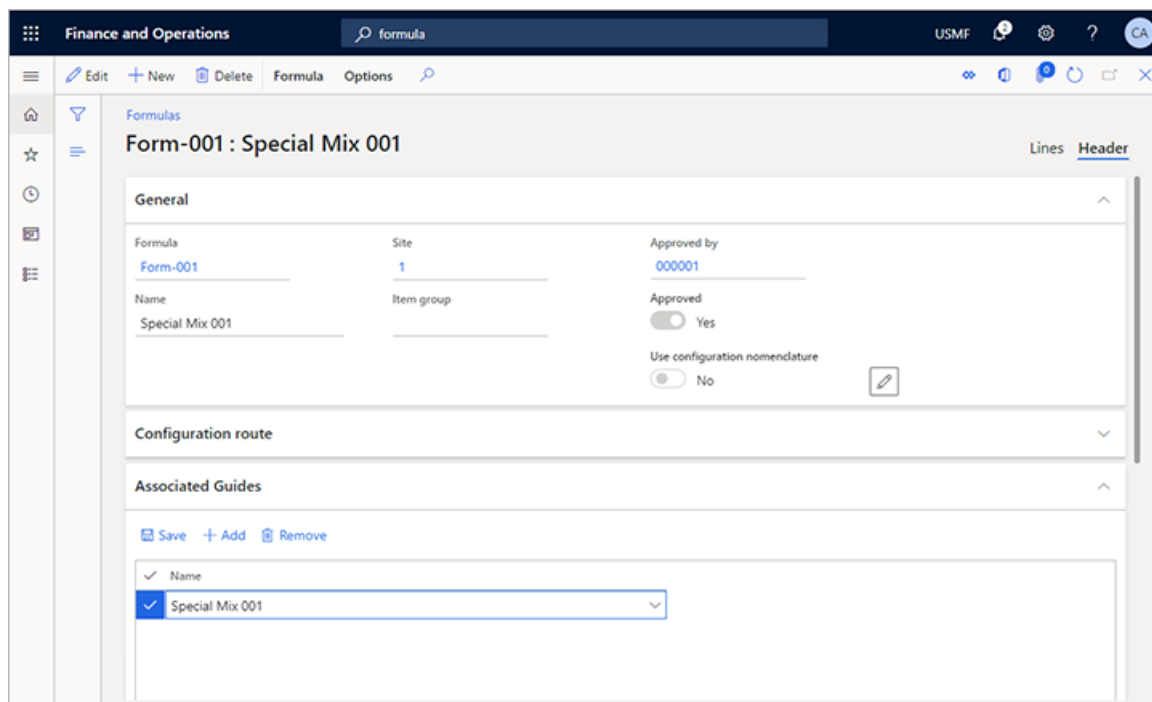 Finance and Operations
formula
USMF
2
?
CA
Edit
New
Delete
Formula
Options
0
Formulas
Form-001 : Special Mix 001
Lines
Header
General
Formula
Site
Approved by
Form-001
1
000001
Name
Item group
Approved
Special Mix 001
Yes
Use configuration nomenclature
No
Configuration route
Associated Guides
Save
Add
Remove
Name
Special Mix 001